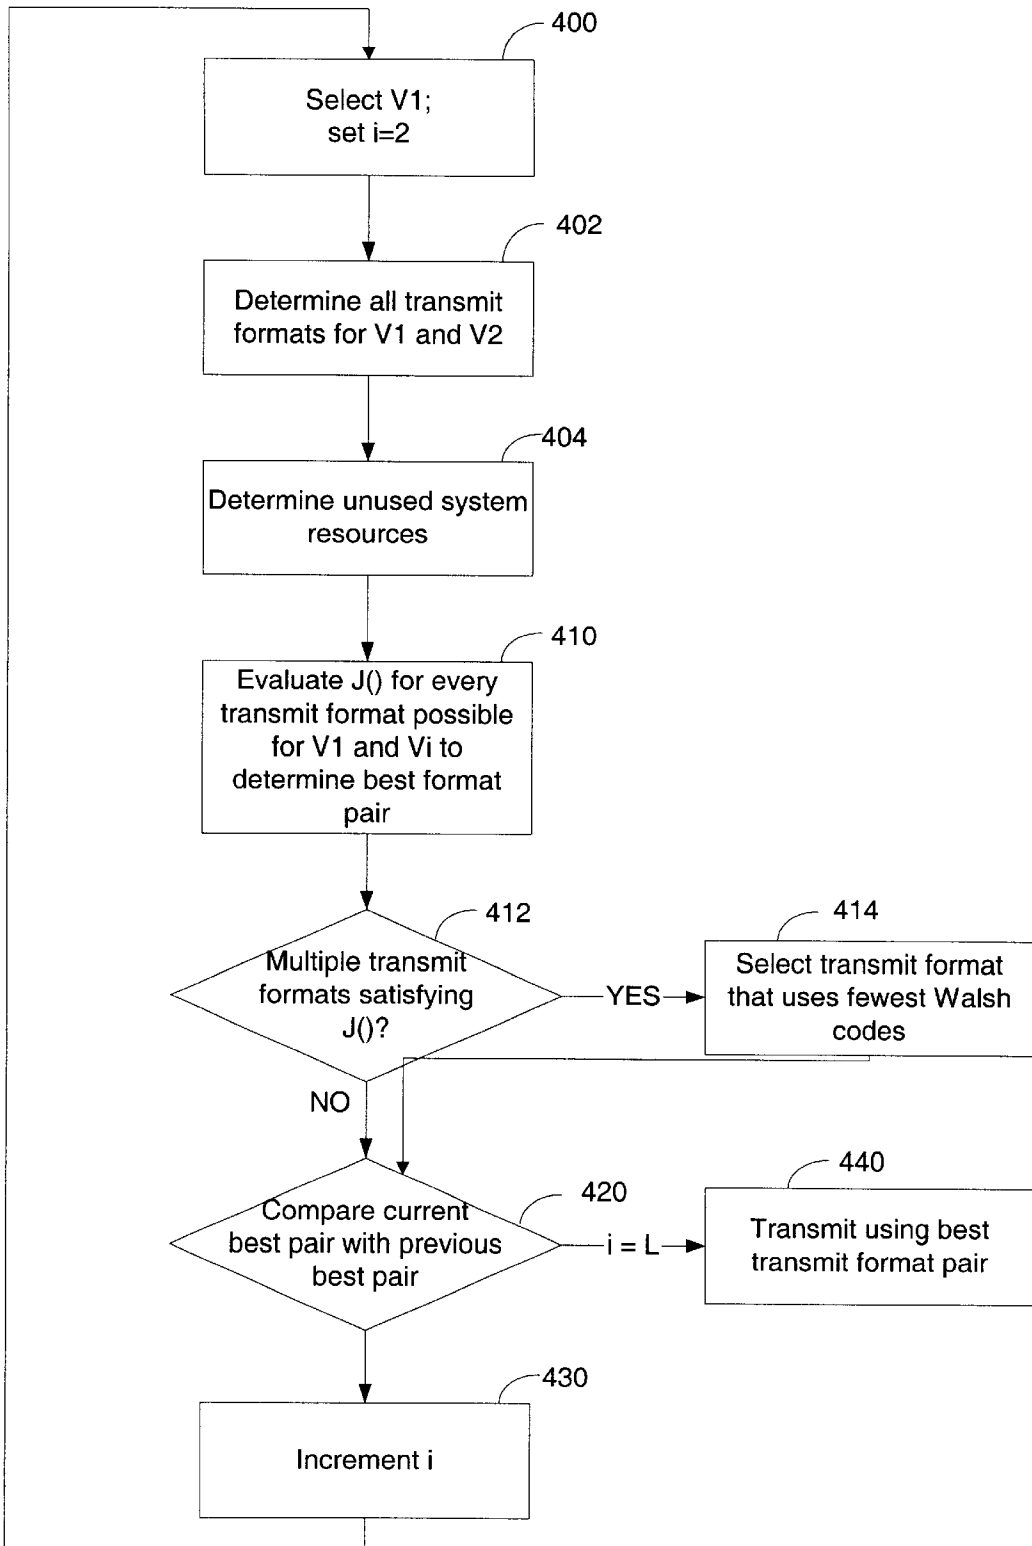 400
Select V1;
set i=2
402
Determine all transmit
formats for V1 and V2
404
Determine unused system
resources
410
Evaluate J() for every
transmit format possible
for V1 and Vi to
determine best format
pair
412
Multiple transmit
formats satisfying
J()?
YES
414
Select transmit format
that uses fewest Walsh
codes
NO
420
Compare current
best pair with previous
best pair
i = L
440
Transmit using best
transmit format pair
430
Increment i